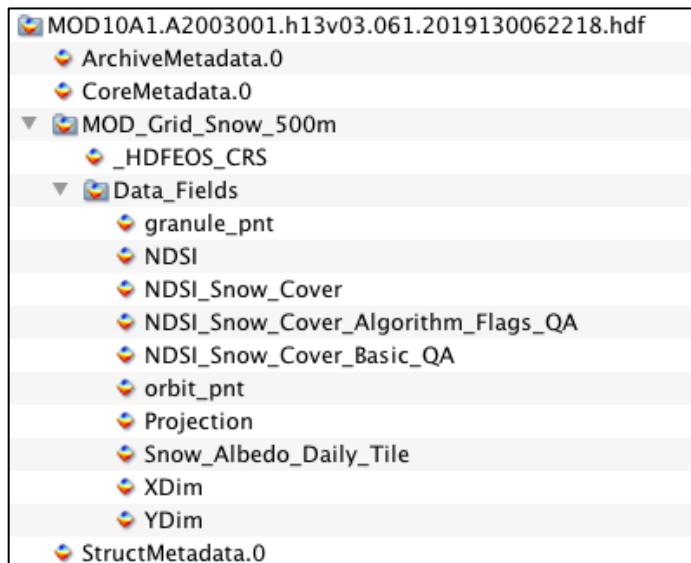 MOD10A1.A2003001.h13v03.061.2019130062218.hdf
ArchiveMetadata.0
CoreMetadata.0
MOD_Grid_Snow_500m
_HDFEOS_CRS
Data_Fields
granule_pnt
NDSI
NDSI_Snow_Cover
NDSI_Snow_Cover_Algorithm_Flags_QA
NDSI_Snow_Cover_Basic_QA
orbit_pnt
Projection
Snow_Albedo_Daily_Tile
XDim
YDim
StructMetadata.0